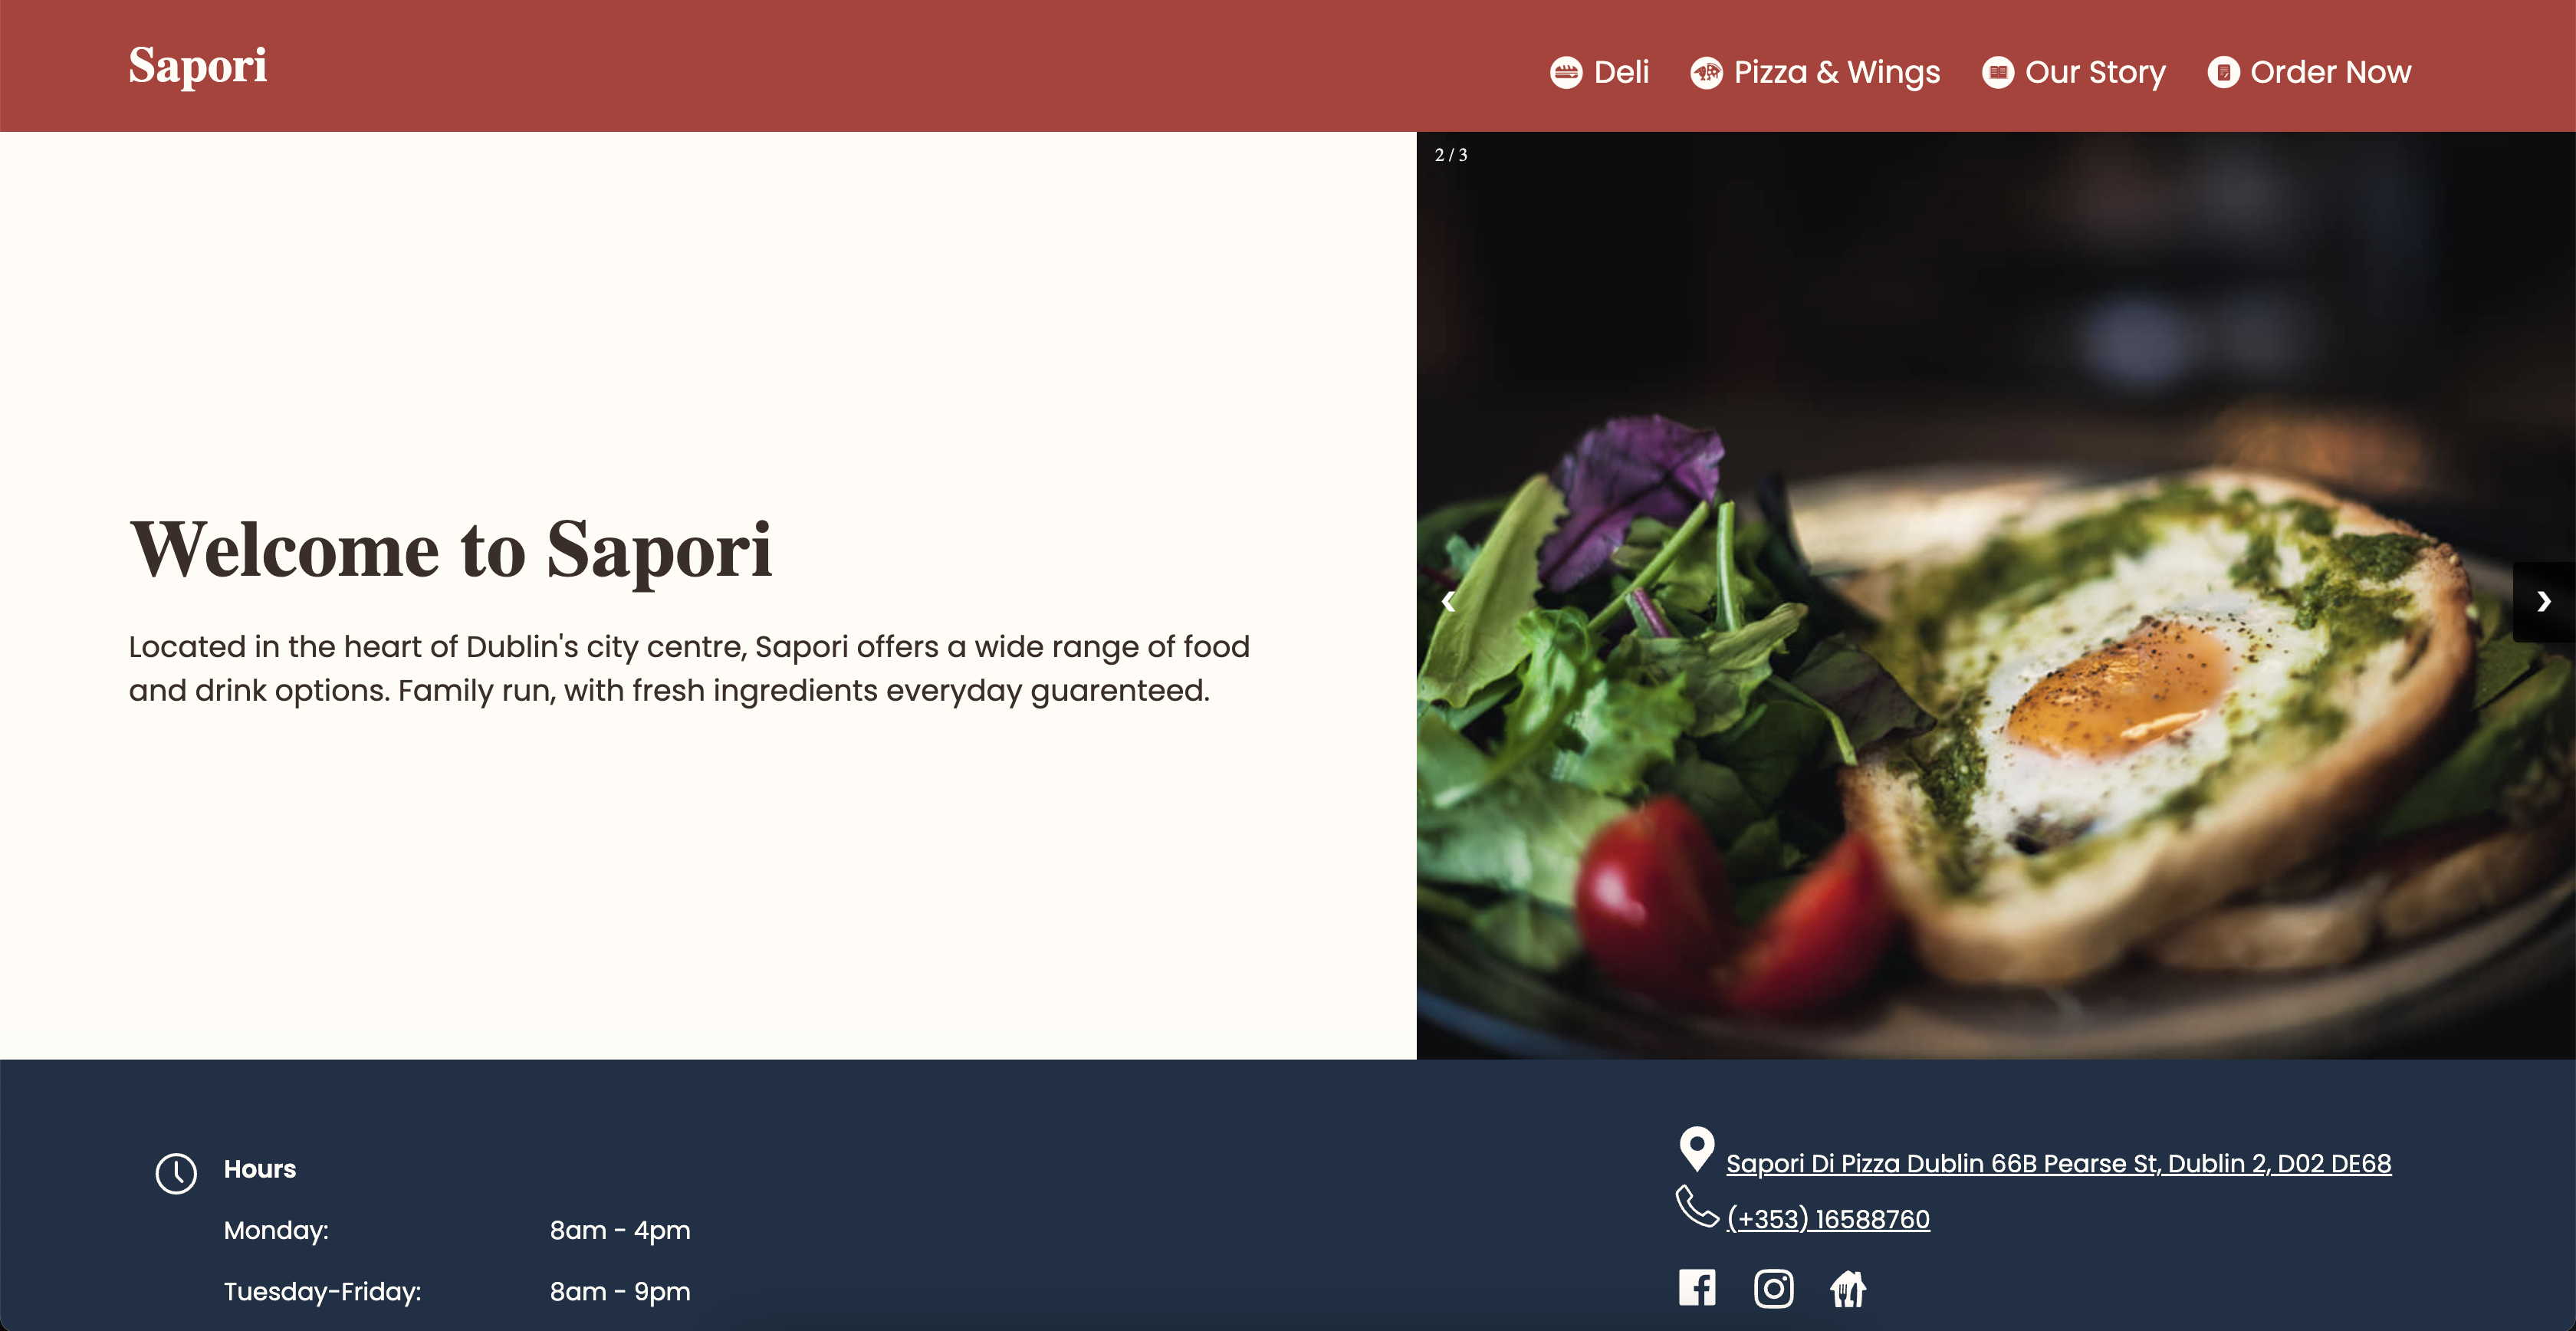 Sapori
Deli
Pizza & Wings
Our Story
Order Now
2 / 3
Welcome to Sapori
Located in the heart of Dublin's city centre, Sapori offers a wide range of food
and drink options. Family run, with fresh ingredients everyday guarenteed.
❮
❯
Hours
Monday: 8am - 4pm
Tuesday-Friday: 8am - 9pm
Sapori Di Pizza Dublin 66B Pearse St, Dublin 2, D02 DE68
(+353) 16588760